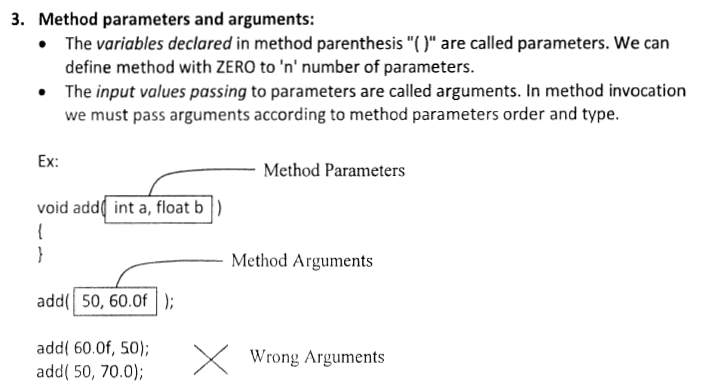 3. Method parameters and arguments:
• The variables declared in method parenthesis "( )" are called parameters. We can
define method with ZERO to 'n' number of parameters.
• The input values passing to parameters are called arguments. In method invocation
we must pass arguments according to method parameters order and type.
Ex:
Method Parameters
void add( int a, float b )
{
}
Method Arguments
add( 50, 60.0f );
add( 60.0f, 50);
Wrong Arguments
add( 50, 70.0);